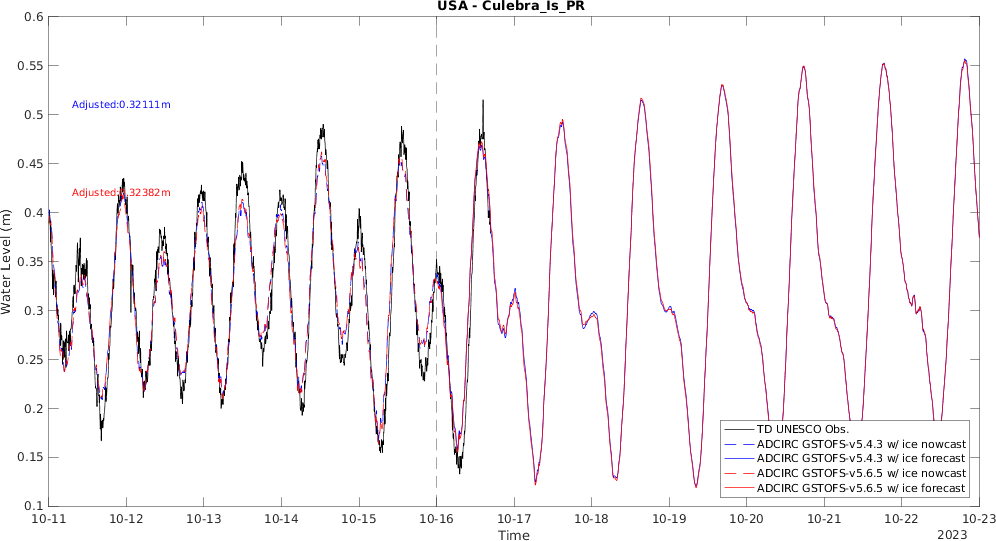 USA - Culebra_Is_PR
0.6
0.55
0.5
0.45
0.4
0.35
0.3
0.25
0.2
0.15
0.1
Water Level (m)
Adjusted:0.32111m
Adjusted:0.32382m
TD UNESCO Obs.
ADCIRC GSTOFS-v5.4.3 w/ ice nowcast
ADCIRC GSTOFS-v5.4.3 w/ ice forecast
ADCIRC GSTOFS-v5.6.5 w/ ice nowcast
ADCIRC GSTOFS-v5.6.5 w/ ice forecast
10-11 10-12 10-13 10-14 10-15 10-16 10-17 10-18 10-19 10-20 10-21 10-22 10-23
Time
2023